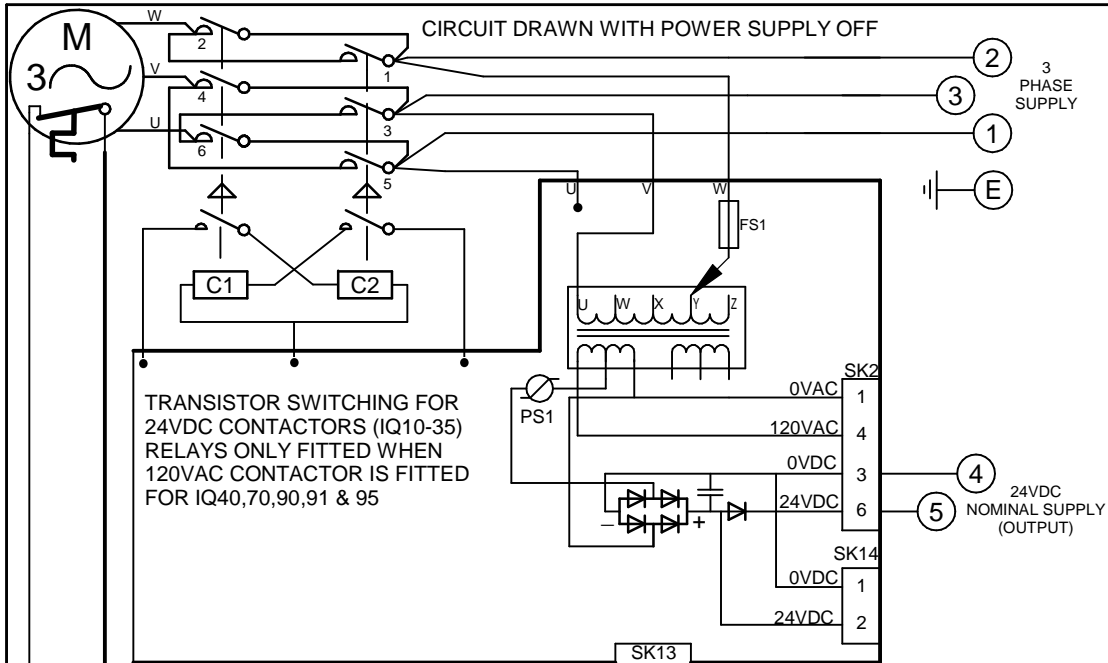 CIRCUIT DRAWN WITH POWER SUPPLY OFF
M
3
W
V
U
2
4
6
1
3
5
2
3
1
E
3
PHASE
SUPPLY
U
V
W
FS1
C1
C2
U
W
X
Y
Z
PS1
TRANSISTOR SWITCHING FOR
24VDC CONTACTORS (IQ10-35)
RELAYS ONLY FITTED WHEN
120VAC CONTACTOR IS FITTED
FOR IQ40,70,90,91 & 95
SK2
0VAC 1
120VAC 4
0VDC 3
24VDC 6
4
5
24VDC
NOMINAL SUPPLY
(OUTPUT)
− +
SK14
0VDC 1
24VDC 2
SK13